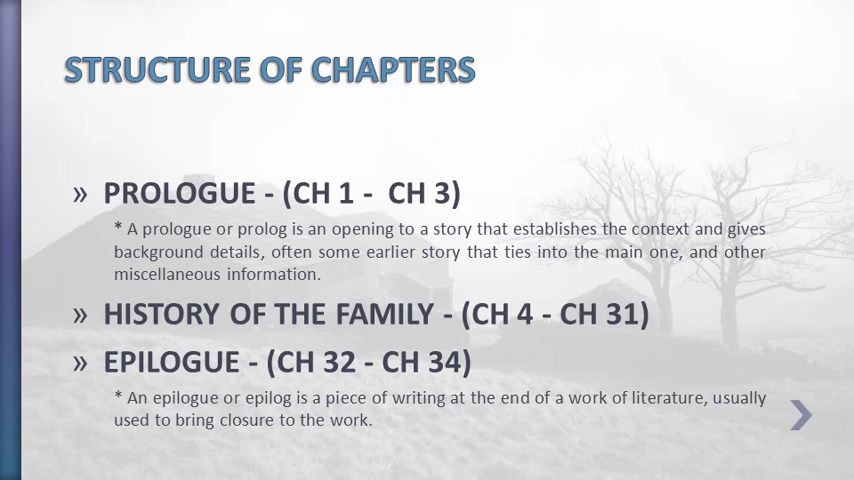 STRUCTURE OF CHAPTERS
» PROLOGUE - (CH 1 - CH 3)
* A prologue or prolog is an opening to a story that establishes the context and gives
background details, often some earlier story that ties into the main one, and other
miscellaneous information.
» HISTORY OF THE FAMILY - (CH 4 - CH 31)
» EPILOGUE - (CH 32 - CH 34)
* An epilogue or epilog is a piece of writing at the end of a work of literature, usually
used to bring closure to the work.